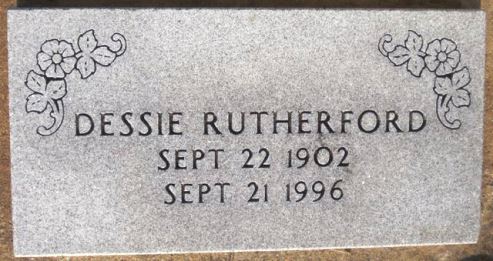 DESSIE RUTHERFORD
SEPT 22 1902
SEPT 21 1996